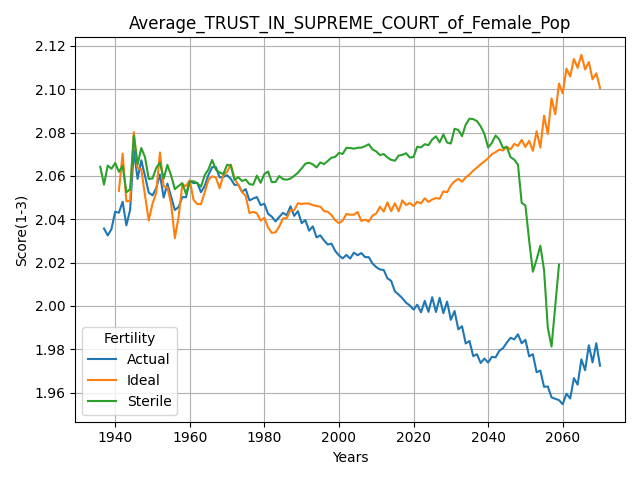 Average_TRUST_IN_SUPREME_COURT_of_Female_Pop
2.12
2.10
2.08
2.06
2.04
2.02
2.00
1.98
1.96
Score(1-3)
Fertility
Actual
Ideal
Sterile
1940 1960 1980 2000 2020 2040 2060
Years